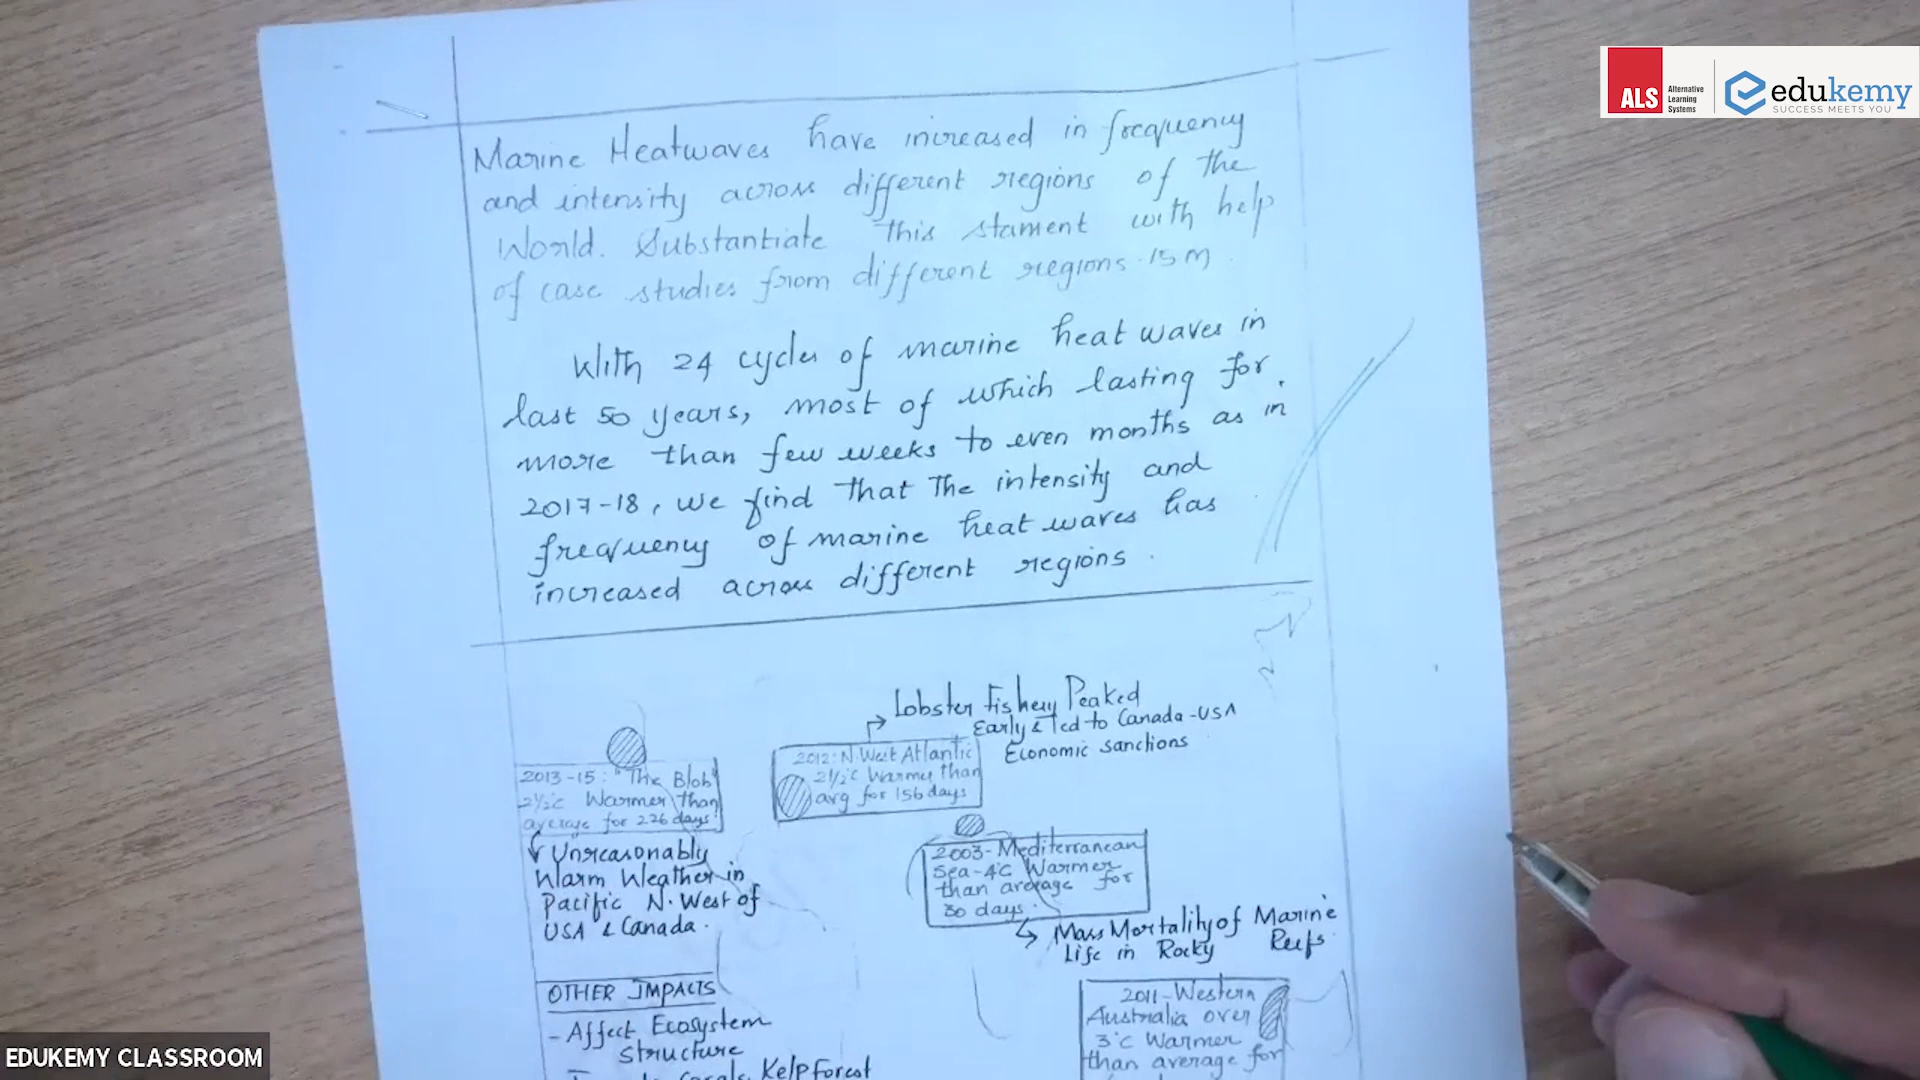 ALS Alternative
Learning
Systems
edukemy
SUCCESS MEETS YOU
Marine Heatwaves have increased in frequency
and intensity across different regions of the
World. Substantiate this stament with help
of case studies from different regions. 15 M.
With 24 cycles of marine heat waves in
last 50 years, most of which lasting for
more than few weeks to even months as in
2017-18, we find that the intensity and
frequency of marine heat waves has
increased across different regions.
→ Lobster Fishery Peaked
Early & led to Canada-USA
Economic sanctions
2012: N. West Atlantic
2 1/2°C Warmer than
avg for 156 days
2013-15: "The Blob"
2 1/2°C Warmer than
average for 226 days
↓ Unreasonably
Warm Weather in
Pacific N. West of
USA & Canada.
2003- Mediterranean
Sea-4°C Warmer
than average for
30 days.
↳ Mass Mortality of Marine
Life in Rocky Reefs.
OTHER IMPACTS
- Affect Ecosystem
Structure
Corals, Kelp Forest
2011-Western
Australia over
3°C Warmer
than average for
EDUKEMY CLASSROOM